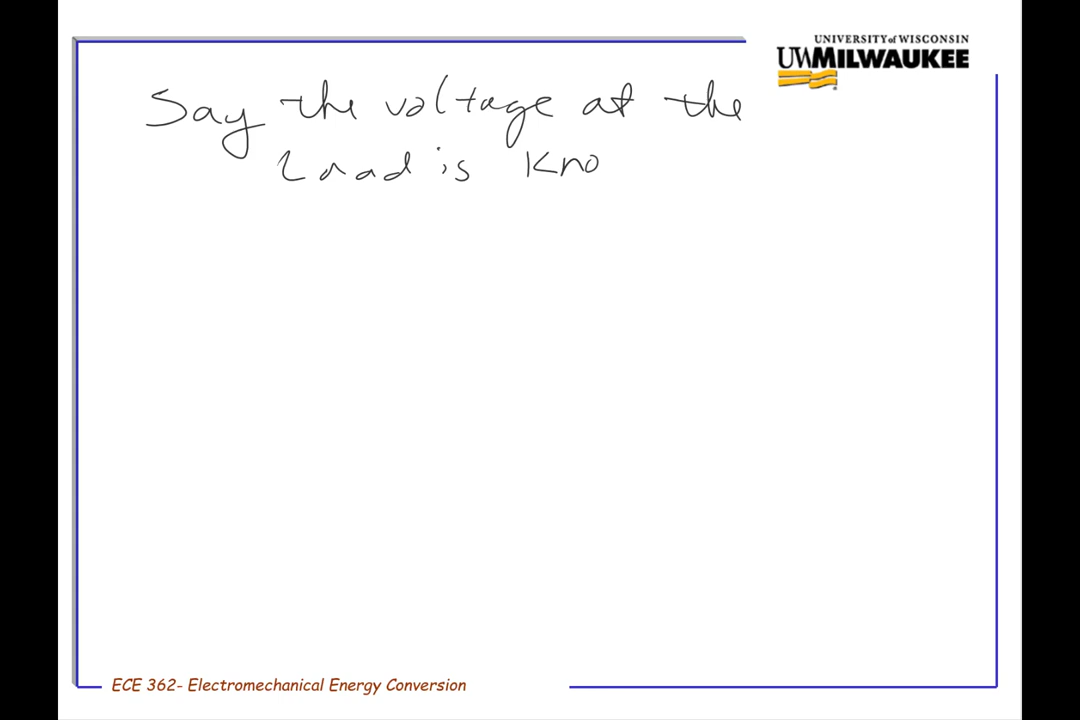 UNIVERSITY of WISCONSIN
UWMILWAUKEE
Say the voltage at the
Load is Kno
ECE 362- Electromechanical Energy Conversion